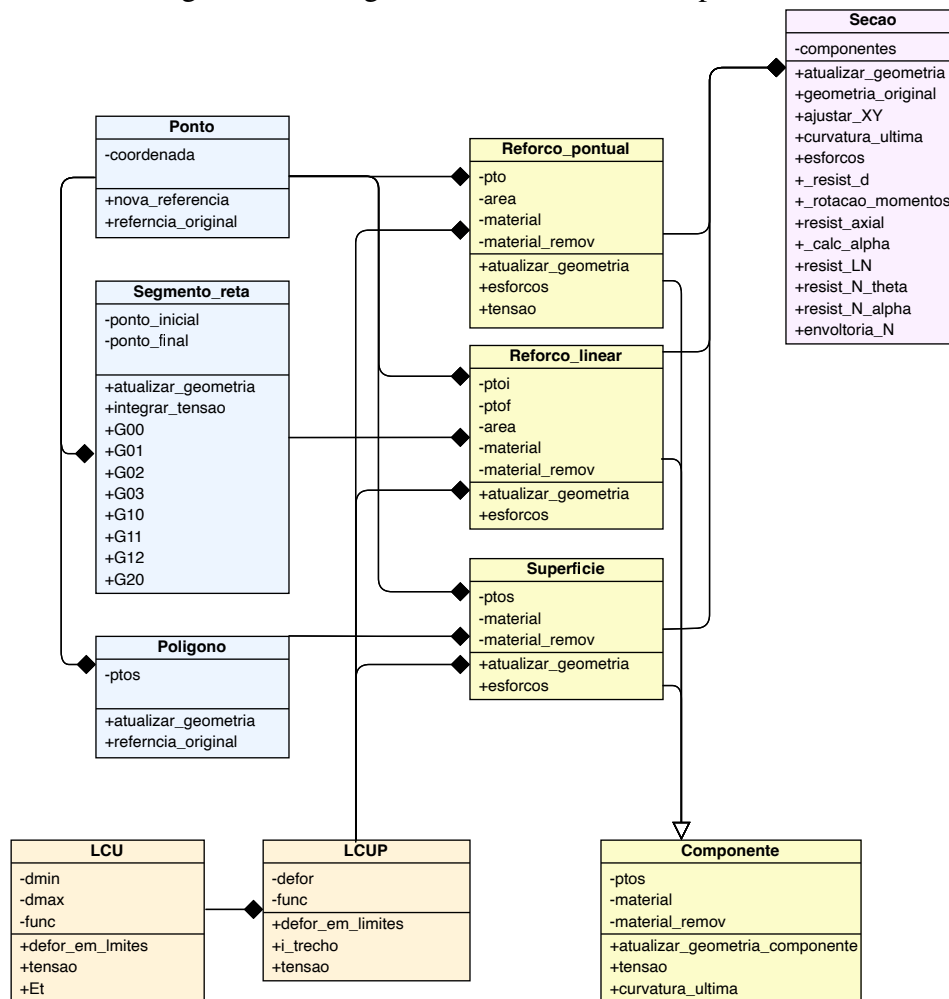 Secao
-componentes
+atualizar_geometria
+geometria_original
+ajustar_XY
+curvatura_ultima
+esforcos
+_resist_d
+_rotacao_momentos
+resist_axial
+_calc_alpha
+resist_LN
+resist_N_theta
+resist_N_alpha
+envoltoria_N
Ponto
-coordenada
+nova_referencia
+referncia_original
Reforco_pontual
-pto
-area
-material
-material_remov
+atualizar_geometria
+esforcos
+tensao
Segmento_reta
-ponto_inicial
-ponto_final
+atualizar_geometria
+integrar_tensao
+G00
+G01
+G02
+G03
+G10
+G11
+G12
+G20
Reforco_linear
-ptoi
-ptof
-area
-material
-material_remov
+atualizar_geometria
+esforcos
Superficie
-ptos
-material
-material_remov
+atualizar_geometria
+esforcos
Poligono
-ptos
+atualizar_geometria
+referncia_original
LCU
-dmin
-dmax
-func
+defor_em_lmites
+tensao
+Et
LCUP
-defor
-func
+defor_em_limites
+i_trecho
+tensao
Componente
-ptos
-material
-material_remov
+atualizar_geometria_componente
+tensao
+curvatura_ultima